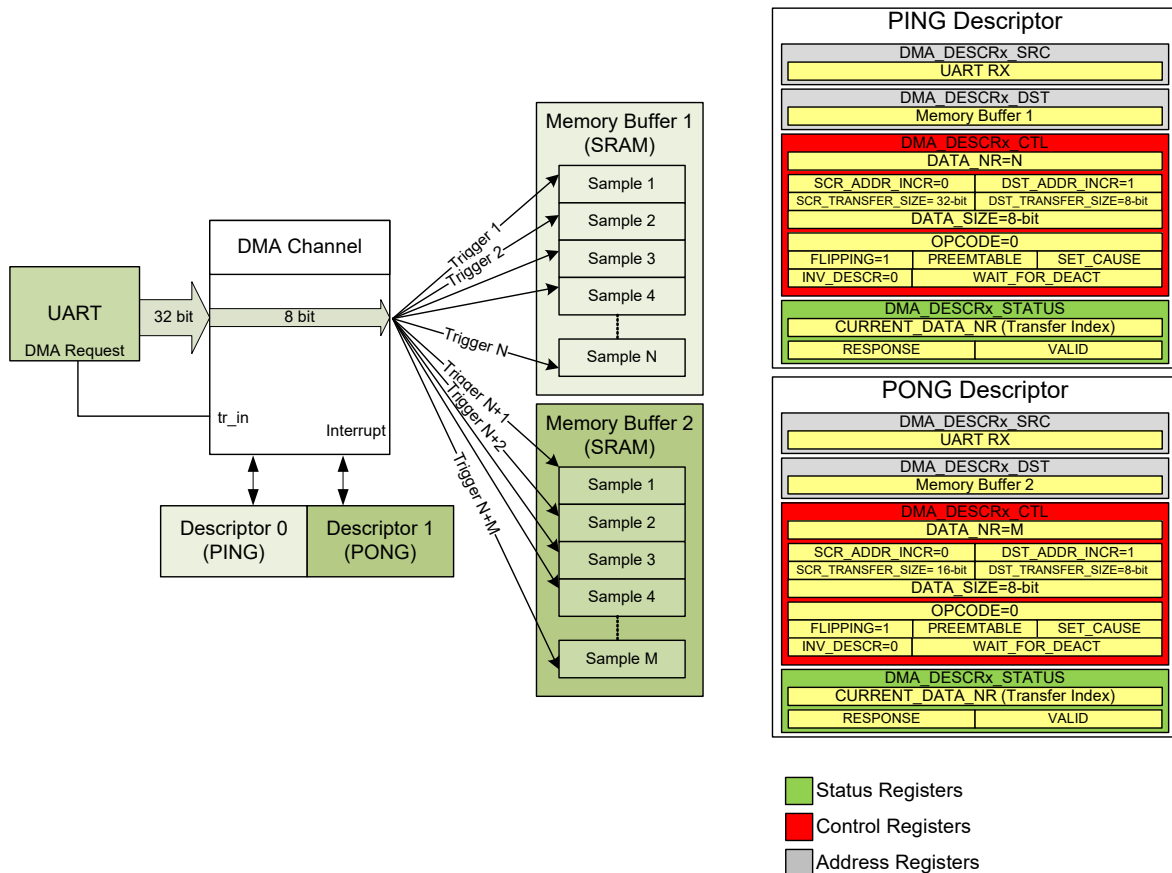 UART
DMA Request
32 bit
DMA Channel
8 bit
tr_in
Interrupt
Descriptor 0
(PING)
Descriptor 1
(PONG)
Trigger 1
Trigger 2
Trigger N
Trigger N+1
Trigger N+2
Trigger N+M
Memory Buffer 1
(SRAM)
Sample 1
Sample 2
Sample 3
Sample 4
Sample N
Memory Buffer 2
(SRAM)
Sample 1
Sample 2
Sample 3
Sample 4
Sample M
PING Descriptor
DMA_DESCRx_SRC
UART RX
DMA_DESCRx_DST
Memory Buffer 1
DMA_DESCRx_CTL
DATA_NR=N
SCR_ADDR_INCR=0 DST_ADDR_INCR=1
SCR_TRANSFER_SIZE= 32-bit DST_TRANSFER_SIZE=8-bit
DATA_SIZE=8-bit
OPCODE=0
FLIPPING=1 PREEMTABLE SET_CAUSE
INV_DESCR=0 WAIT_FOR_DEACT
DMA_DESCRx_STATUS
CURRENT_DATA_NR (Transfer Index)
RESPONSE VALID
PONG Descriptor
DMA_DESCRx_SRC
UART RX
DMA_DESCRx_DST
Memory Buffer 2
DMA_DESCRx_CTL
DATA_NR=M
SCR_ADDR_INCR=0 DST_ADDR_INCR=1
SCR_TRANSFER_SIZE= 16-bit DST_TRANSFER_SIZE=8-bit
DATA_SIZE=8-bit
OPCODE=0
FLIPPING=1 PREEMTABLE SET_CAUSE
INV_DESCR=0 WAIT_FOR_DEACT
DMA_DESCRx_STATUS
CURRENT_DATA_NR (Transfer Index)
RESPONSE VALID
Status Registers
Control Registers
Address Registers